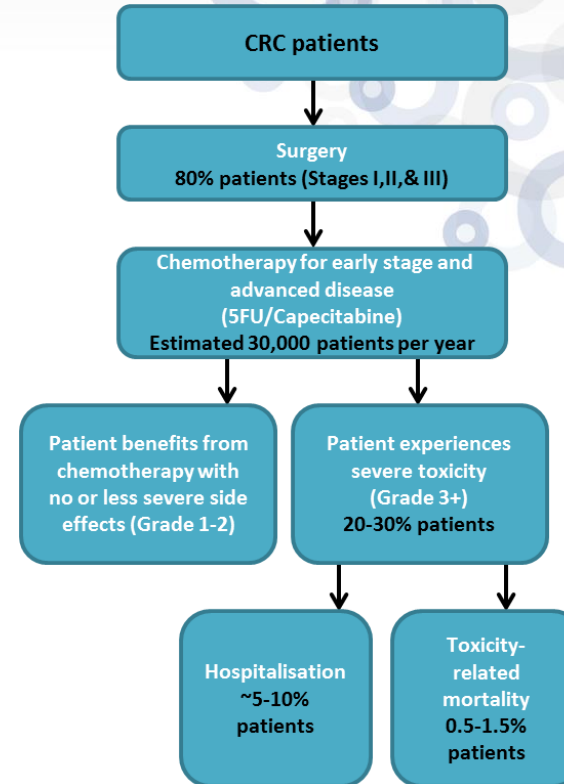 CRC patients
Surgery
80% patients (Stages I,II,& III)
Chemotherapy for early stage and
advanced disease
(5FU/Capecitabine)
Estimated 30,000 patients per year
Patient benefits from
chemotherapy with
no or less severe side
effects (Grade 1-2)
Patient experiences
severe toxicity
(Grade 3+)
20-30% patients
Hospitalisation
~5-10%
patients
Toxicity-
related
mortality
0.5-1.5%
patients